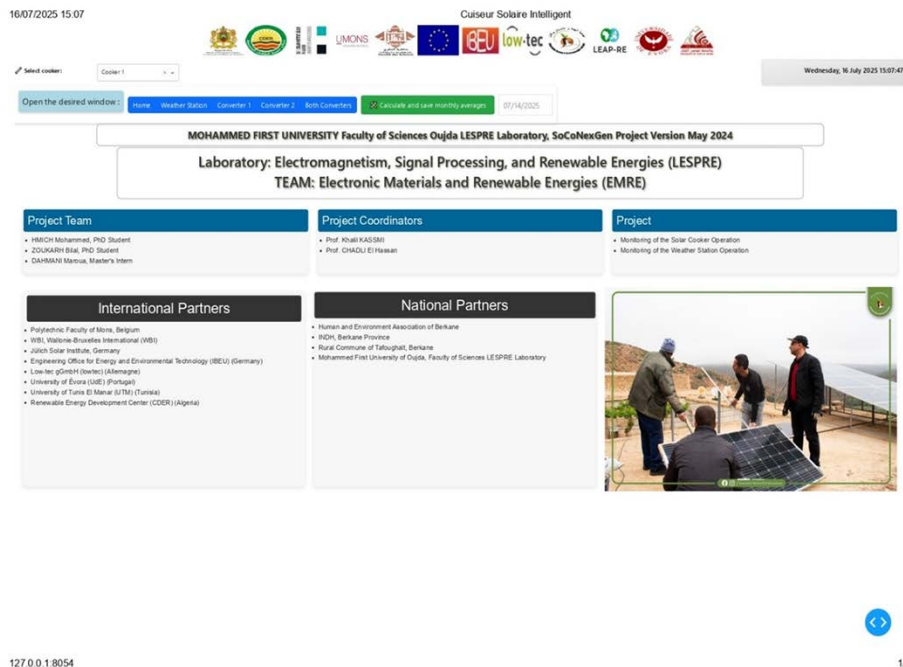 16/07/2025 15:07
Cuiseur Solaire Intelligent
UMONS
EU
low-tec
LEAP-RE
Select cooker:
Cooker 1
Wednesday, 16 July 2025 15:07:47
Open the desired window :
Home
Weather Station
Converter 1
Converter 2
Both Converters
Calculate and save monthly averages
07/14/2025
MOHAMMED FIRST UNIVERSITY Faculty of Sciences Oujda LESPRE Laboratory, SoCoNexGen Project Version May 2024
Laboratory: Electromagnetism, Signal Processing, and Renewable Energies (LESPRE)
TEAM: Electronic Materials and Renewable Energies (EMRE)
Project Team
HMICH Mohammed, PhD Student
ZOUKARH Bilal, PhD Student
DAHMANI Maroua, Master's Intern
Project Coordinators
Prof. Khalil KASSMI
Prof. CHADLI El Hassan
Project
Monitoring of the Solar Cooker Operation
Monitoring of the Weather Station Operation
International Partners
Polytechnic Faculty of Mons, Belgium
WBI, Wallonie-Bruxelles International (WBI)
Jülich Solar Institute, Germany
Engineering Office for Energy and Environmental Technology (IBEU) (Germany)
Low-tec gGmbH (lowtec) (Allemagne)
University of Évora (UdE) (Portugal)
University of Tunis El Manar (UTM) (Tunisia)
Renewable Energy Development Center (CDER) (Algeria)
National Partners
Human and Environment Association of Berkane
INDH, Berkane Province
Rural Commune of Tafoughalt, Berkane
Mohammed First University of Oujda, Faculty of Sciences LESPRE Laboratory
127.0.0.1:8054